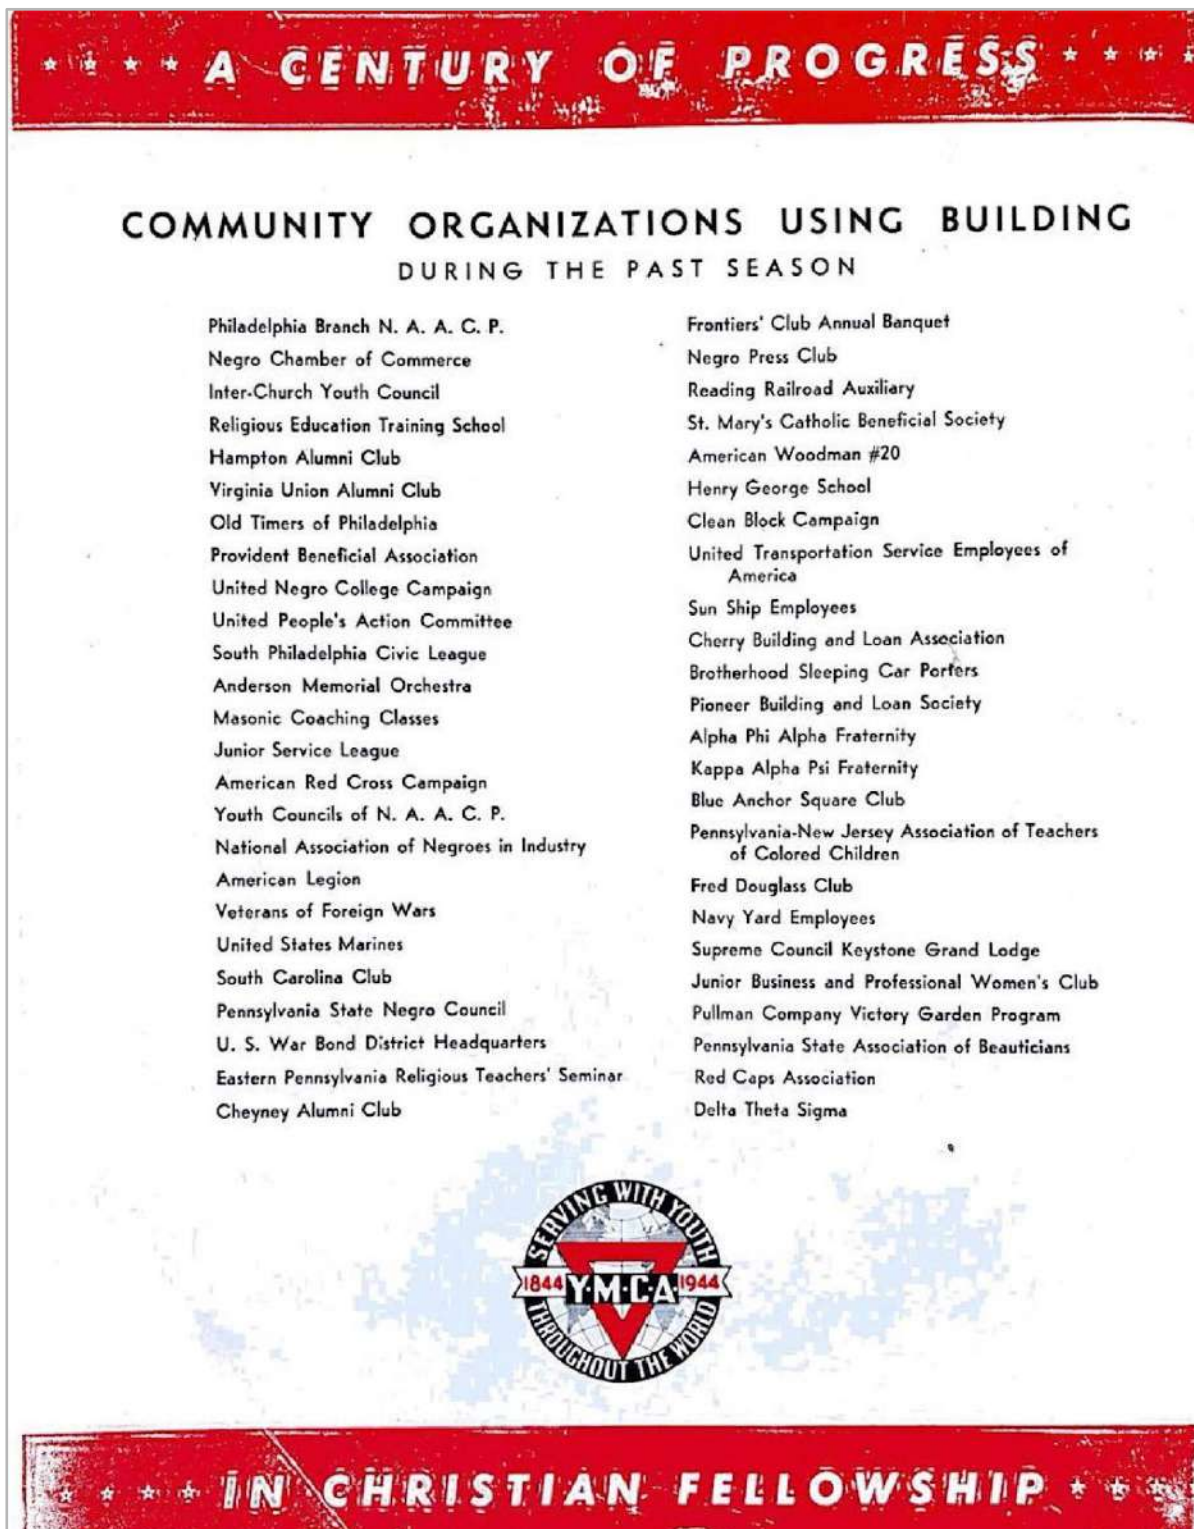 A CENTURY OF PROGRESS
COMMUNITY ORGANIZATIONS USING BUILDING
DURING THE PAST SEASON
Philadelphia Branch N. A. A. C. P.
Negro Chamber of Commerce
Inter-Church Youth Council
Religious Education Training School
Hampton Alumni Club
Virginia Union Alumni Club
Old Timers of Philadelphia
Provident Beneficial Association
United Negro College Campaign
United People's Action Committee
South Philadelphia Civic League
Anderson Memorial Orchestra
Masonic Coaching Classes
Junior Service League
American Red Cross Campaign
Youth Councils of N. A. A. C. P.
National Association of Negroes in Industry
American Legion
Veterans of Foreign Wars
United States Marines
South Carolina Club
Pennsylvania State Negro Council
U. S. War Bond District Headquarters
Eastern Pennsylvania Religious Teachers' Seminar
Cheyney Alumni Club
Frontiers' Club Annual Banquet
Negro Press Club
Reading Railroad Auxiliary
St. Mary's Catholic Beneficial Society
American Woodman #20
Henry George School
Clean Block Campaign
United Transportation Service Employees of
America
Sun Ship Employees
Cherry Building and Loan Association
Brotherhood Sleeping Car Porters
Pioneer Building and Loan Society
Alpha Phi Alpha Fraternity
Kappa Alpha Psi Fraternity
Blue Anchor Square Club
Pennsylvania-New Jersey Association of Teachers
of Colored Children
Fred Douglass Club
Navy Yard Employees
Supreme Council Keystone Grand Lodge
Junior Business and Professional Women's Club
Pullman Company Victory Garden Program
Pennsylvania State Association of Beauticians
Red Caps Association
Delta Theta Sigma
SERVING WITH YOUTH
1844 Y·M·C·A 1944
THROUGHOUT THE WORLD
IN CHRISTIAN FELLOWSHIP